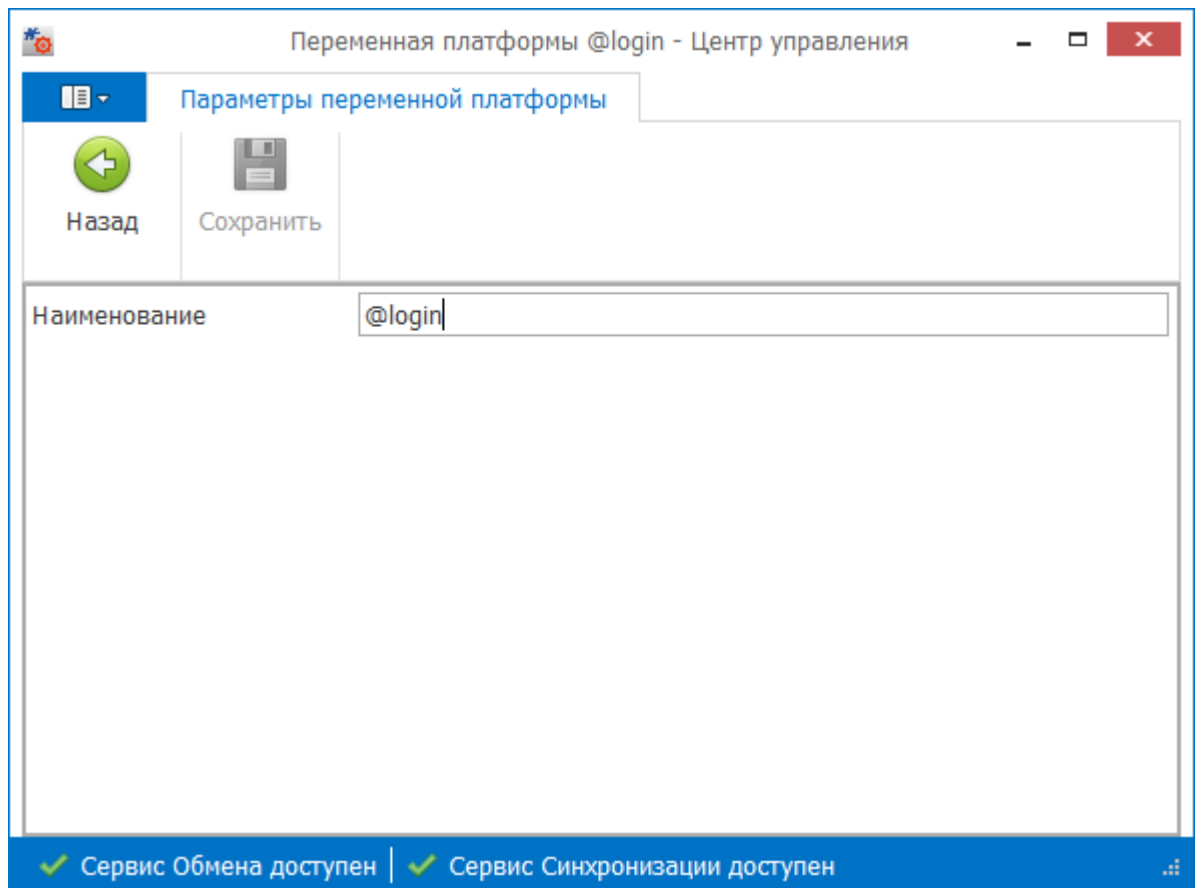 Переменная платформы @login - Центр управления
Параметры переменной платформы
Назад
Сохранить
Наименование
@login
Сервис Обмена доступен
Сервис Синхронизации доступен